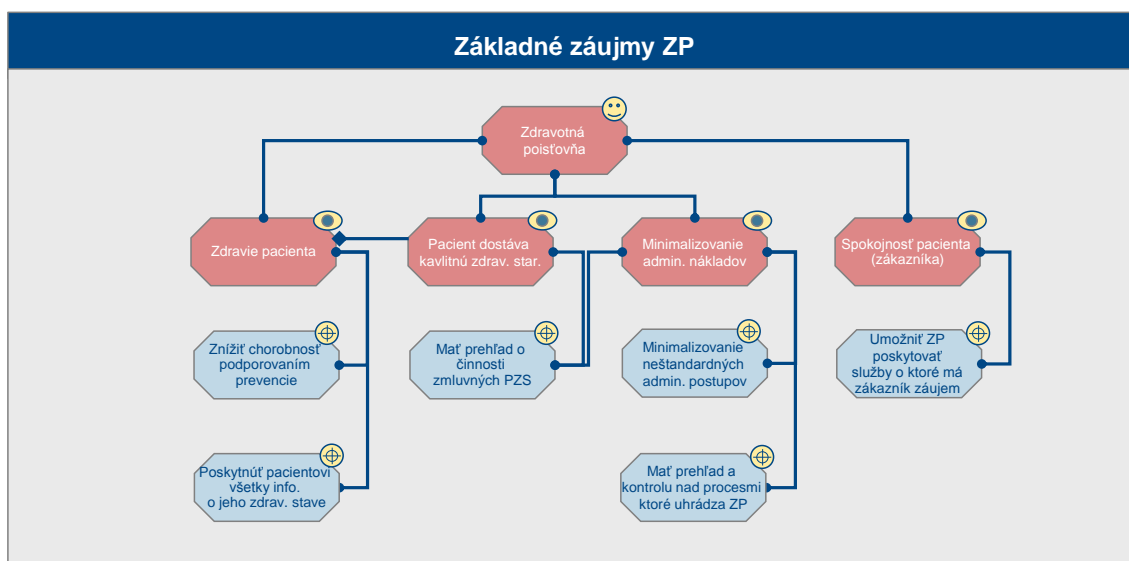 Základné záujmy ZP
Zdravotná
poisťovňa
Zdravie pacienta
Pacient dostáva
kavlitnú zdrav. star.
Minimalizovanie
admin. nákladov
Spokojnosť pacienta
(zákazníka)
Znížiť chorobnosť
podporovaním
prevencie
Mať prehľad o
činnosti
zmluvných PZS
Minimalizovanie
neštandardných
admin. postupov
Umožniť ZP
poskytovať
služby o ktoré má
zákazník záujem
Poskytnúť pacientovi
všetky info.
o jeho zdrav. stave
Mať prehľad a
kontrolu nad procesmi
ktoré uhrádza ZP